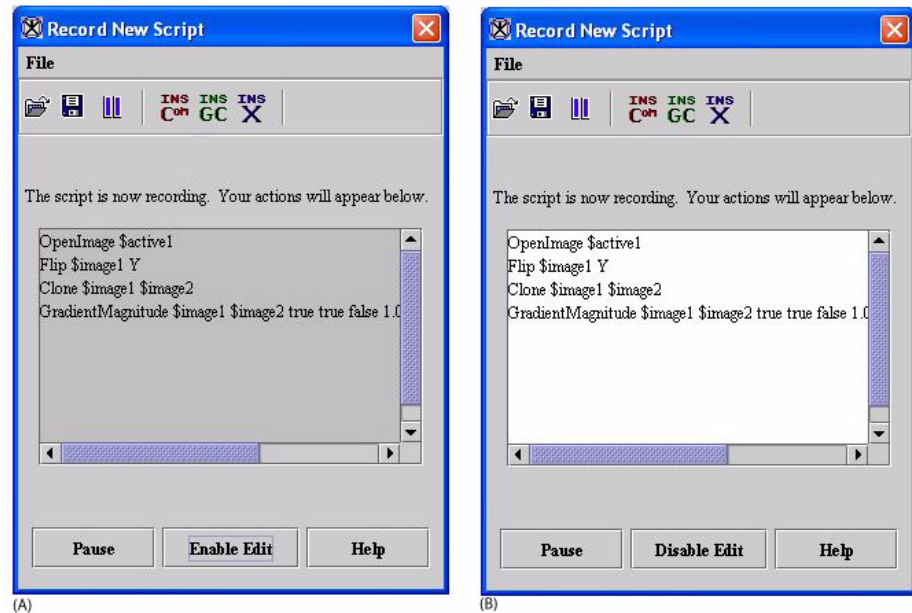 Record New Script
File
INS Com INS GC INS X
The script is now recording. Your actions will appear below.
OpenImage $active1
Flip $image1 Y
Clone $image1 $image2
GradientMagnitude $image1 $image2 true true false 1.0
Pause Enable Edit Help
(A)
Record New Script
File
INS Com INS GC INS X
The script is now recording. Your actions will appear below.
OpenImage $active1
Flip $image1 Y
Clone $image1 $image2
GradientMagnitude $image1 $image2 true true false 1.0
Pause Disable Edit Help
(B)